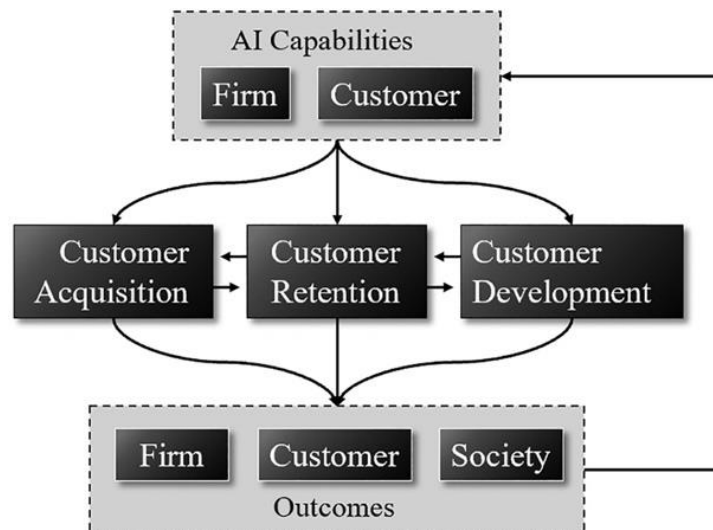 AI Capabilities
Firm
Customer
Customer
Acquisition
Customer
Retention
Customer
Development
Firm
Customer
Society
Outcomes